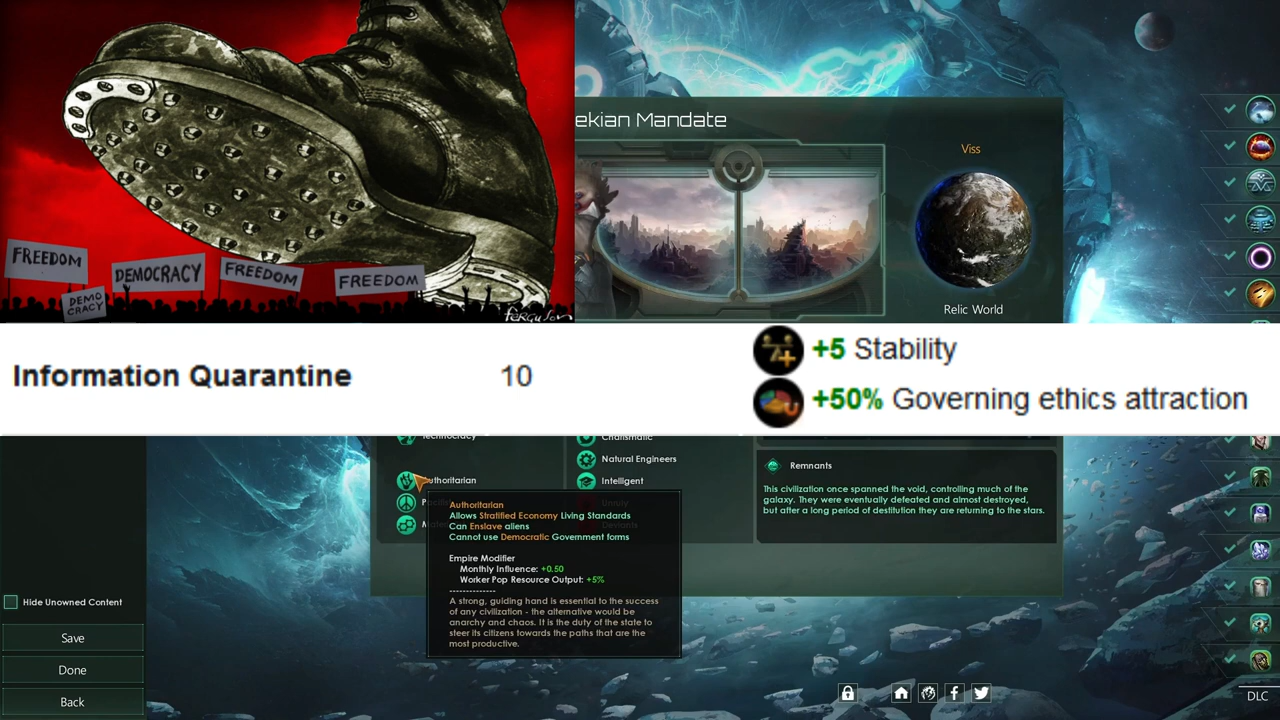 FREEDOM
DEMOCRACY
FREEDOM
FREEDOM
DEMO
CRACY
FERGUSON
ekian Mandate
Viss
Relic World
Information Quarantine
10
+5 Stability
+50% Governing ethics attraction
Technocracy
uthoritarian
Charismatic
Natural Engineers
Intelligent
Unruly
Deviants
Remnants
This civilization once spanned the void, controlling much of the
galaxy. They were eventually defeated and almost destroyed,
but after a long period of destitution they are returning to the stars.
Authoritarian
Allows Stratified Economy Living Standards
Can Enslave aliens
Cannot use Democratic Government forms
Empire Modifier
Monthly Influence: +0.50
Worker Pop Resource Output: +5%
--------------
A strong, guiding hand is essential to the success
of any civilization - the alternative would be
anarchy and chaos. It is the duty of the state to
steer its citizens towards the paths that are the
most productive.
Hide Unowned Content
Save
Done
Back
DLC